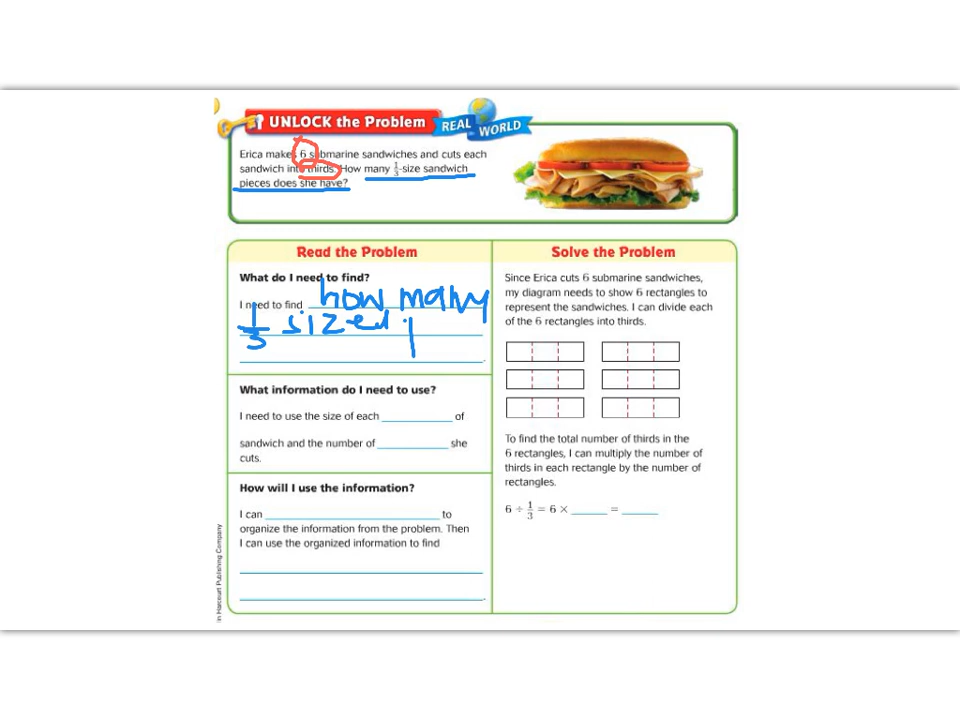 UNLOCK the Problem REAL WORLD
Erica makes 6 submarine sandwiches and cuts each
sandwich into thirds. How many 1/3-size sandwich
pieces does she have?
Read the Problem
What do I need to find?
I need to find how many
1/3 sized
.
What information do I need to use?
I need to use the size of each ___ of
sandwich and the number of ___ she
cuts.
How will I use the information?
I can ___ to
organize the information from the problem. Then
I can use the organized information to find
.
Solve the Problem
Since Erica cuts 6 submarine sandwiches,
my diagram needs to show 6 rectangles to
represent the sandwiches. I can divide each
of the 6 rectangles into thirds.
To find the total number of thirds in the
6 rectangles, I can multiply the number of
thirds in each rectangle by the number of
rectangles.
6 ÷ 1/3 = 6 × ___ = ___
n Harcourt Publishing Company